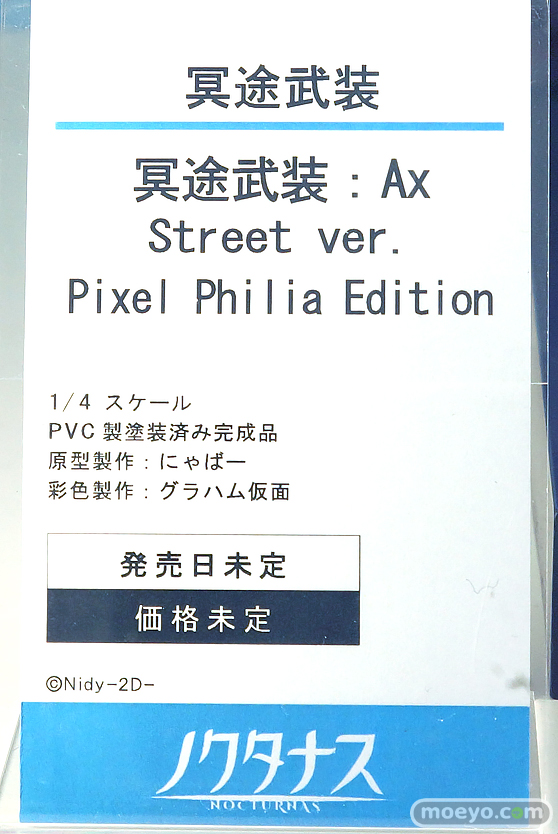 冥途武装
冥途武装：Ax
Street ver.
Pixel Philia Edition
1/4 スケール
PVC製塗装済み完成品
原型製作：にゃばー
彩色製作：グラハム仮面
発売日未定
価格未定
©Nidy-2D-
ノクタナス
NOCTURNAS
moeyo.com